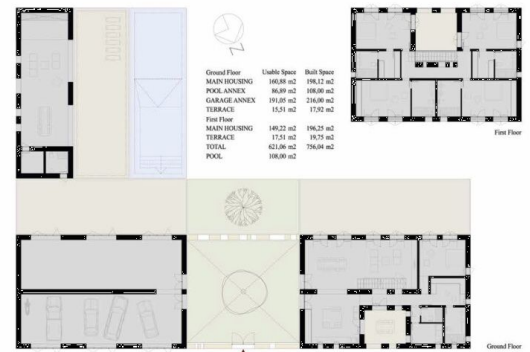 Ground Floor Usable Space Built Space
MAIN HOUSING 160,88 m2 198,12 m2
POOL ANNEX 86,89 m2 108,00 m2
GARAGE ANNEX 191,05 m2 216,00 m2
TERRACE 15,51 m2 17,92 m2
First Floor
MAIN HOUSING 149,22 m2 196,25 m2
TERRACE 17,51 m2 19,75 m2
TOTAL 621,06 m2 756,04 m2
POOL 108,00 m2
First Floor
Ground Floor